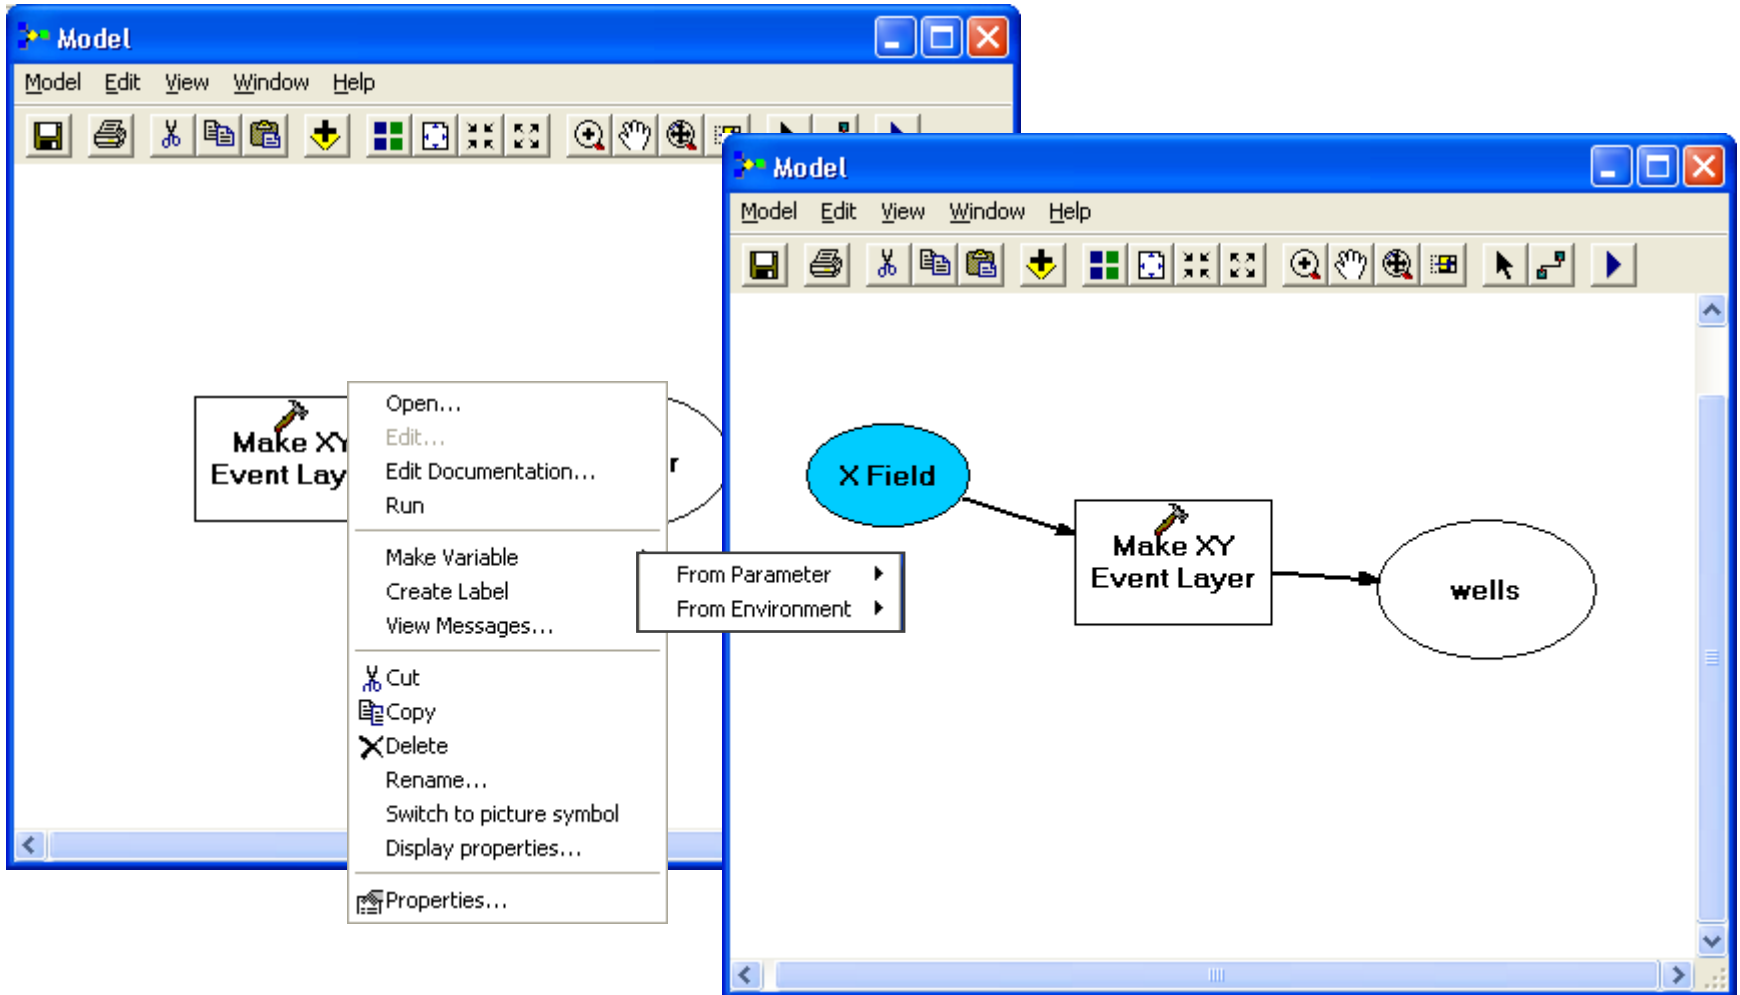 Model
Model Edit View Window Help
Make XY
Event Lay
r
Open...
Edit...
Edit Documentation...
Run
Make Variable
Create Label
View Messages...
Cut
Copy
Delete
Rename...
Switch to picture symbol
Display properties...
Properties...
From Parameter
From Environment
Model
Model Edit View Window Help
X Field
Make XY
Event Layer
wells